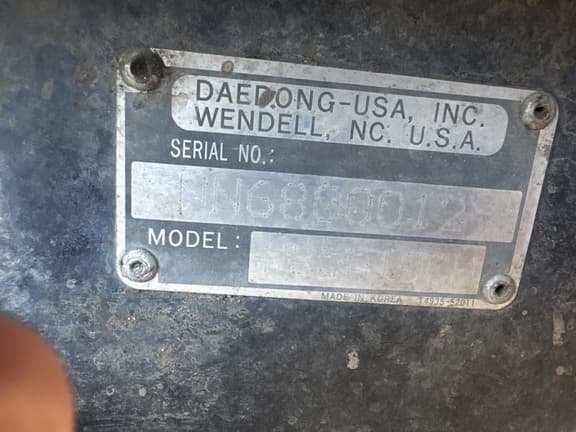 DAEDONG-USA, INC.
WENDELL, NC. U.S.A.
SERIAL NO.:
MODEL:
MADE IN KOREA